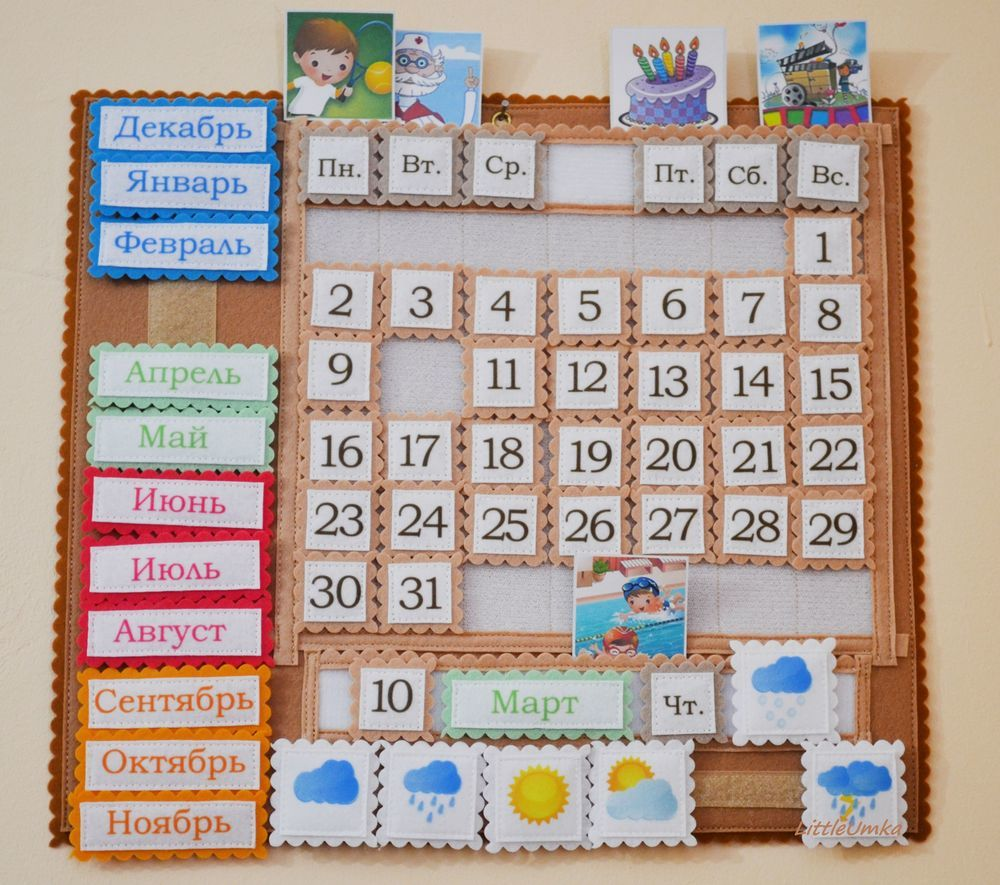 Декабрь
Январь
Февраль
Апрель
Май
Июнь
Июль
Август
Сентябрь
Октябрь
Ноябрь
Пн. Вт. Ср. Пт. Сб. Вс.
1
2 3 4 5 6 7 8
9 11 12 13 14 15
16 17 18 19 20 21 22
23 24 25 26 27 28 29
30 31
10 Март Чт.
LittleUmka